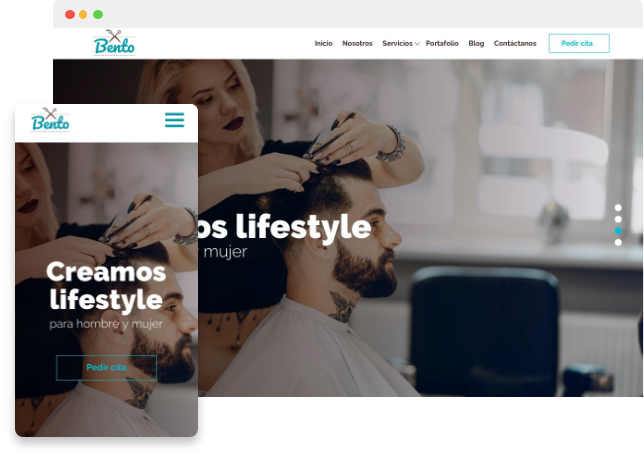 Bento
Inicio Nosotros Servicios Portafolio Blog Contáctanos Pedir cita
os lifestyle
mujer
Bento
Creamos
lifestyle
para hombre y mujer
Pedir cita